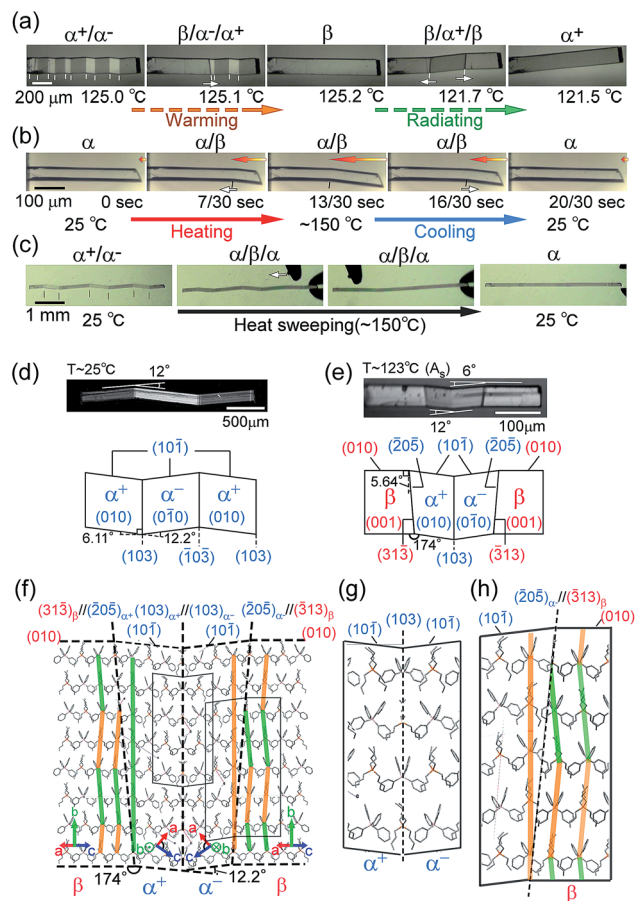 (a)
α⁺/α⁻ β/α-/α⁺ β β/α⁺/β α⁺
200 μm 125.0 ℃ 125.1 ℃ 125.2 ℃ 121.7 ℃ 121.5 ℃
Warming Radiating
(b)
α α/β α/β α/β α
100 μm 0 sec 7/30 sec 13/30 sec 16/30 sec 20/30 sec
25 ℃ Heating ~150 ℃ Cooling 25 ℃
(c)
α⁺/α⁻ α/β/α α/β/α α
1 mm 25 ℃ Heat sweeping(~150℃) 25 ℃
(d)
T~25℃ 12°
500μm
(101̄)
α⁺ α⁻ α⁺
(010) (01̄0) (010)
6.11° 12.2°
(103) (1̄03̄) (103)
(e)
T~123℃ (Aₛ) 6°
12° 100μm
(010) (2̄05̄) (101̄) (2̄05̄) (010)
5.64°
β α⁺ α⁻ β
(001) (010) (01̄0) (001)
(313̄) 174° (103) (3̄13)
(f)
(313̄)β//(2̄05̄)α+ (103)α+//(103)α- (2̄05̄)α//(3̄13)β
(010) (101̄) (101̄) (010)
b a c b a a b c b a c
174° 12.2°
β α⁺ α⁻ β
(g)
(103)
(101̄) (101̄)
α⁺ α⁻
(h)
(2̄05̄)α//(3̄13)β
(101̄) (010)
β